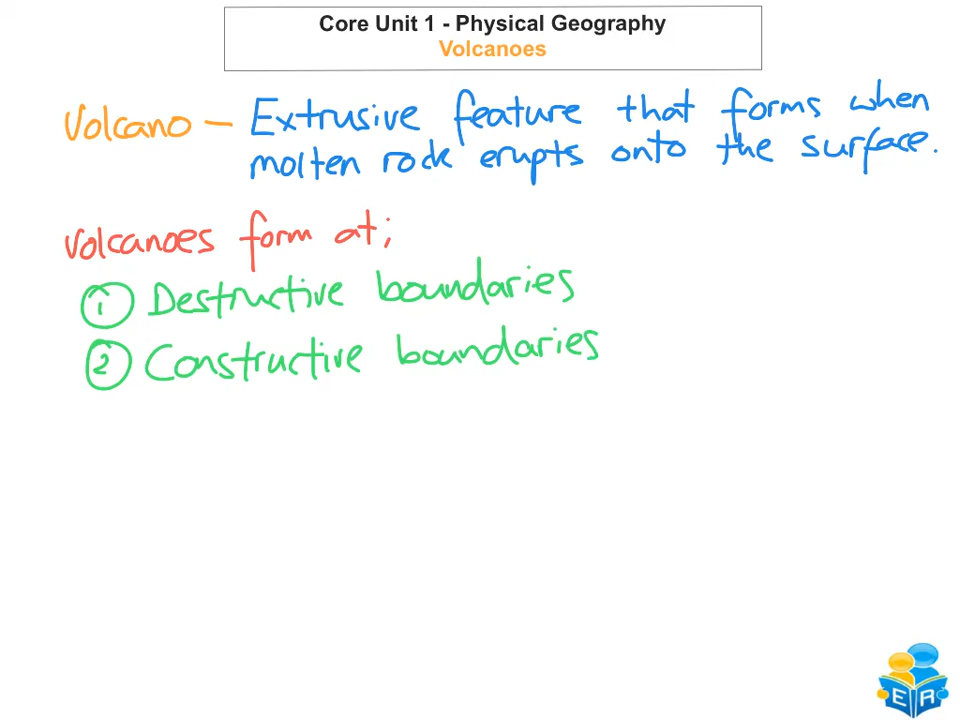 Core Unit 1 - Physical Geography
Volcanoes
Volcano – Extrusive feature that forms when
molten rock erupts onto the surface.
Volcanoes form at;
1 Destructive boundaries
2 Constructive boundaries
E R